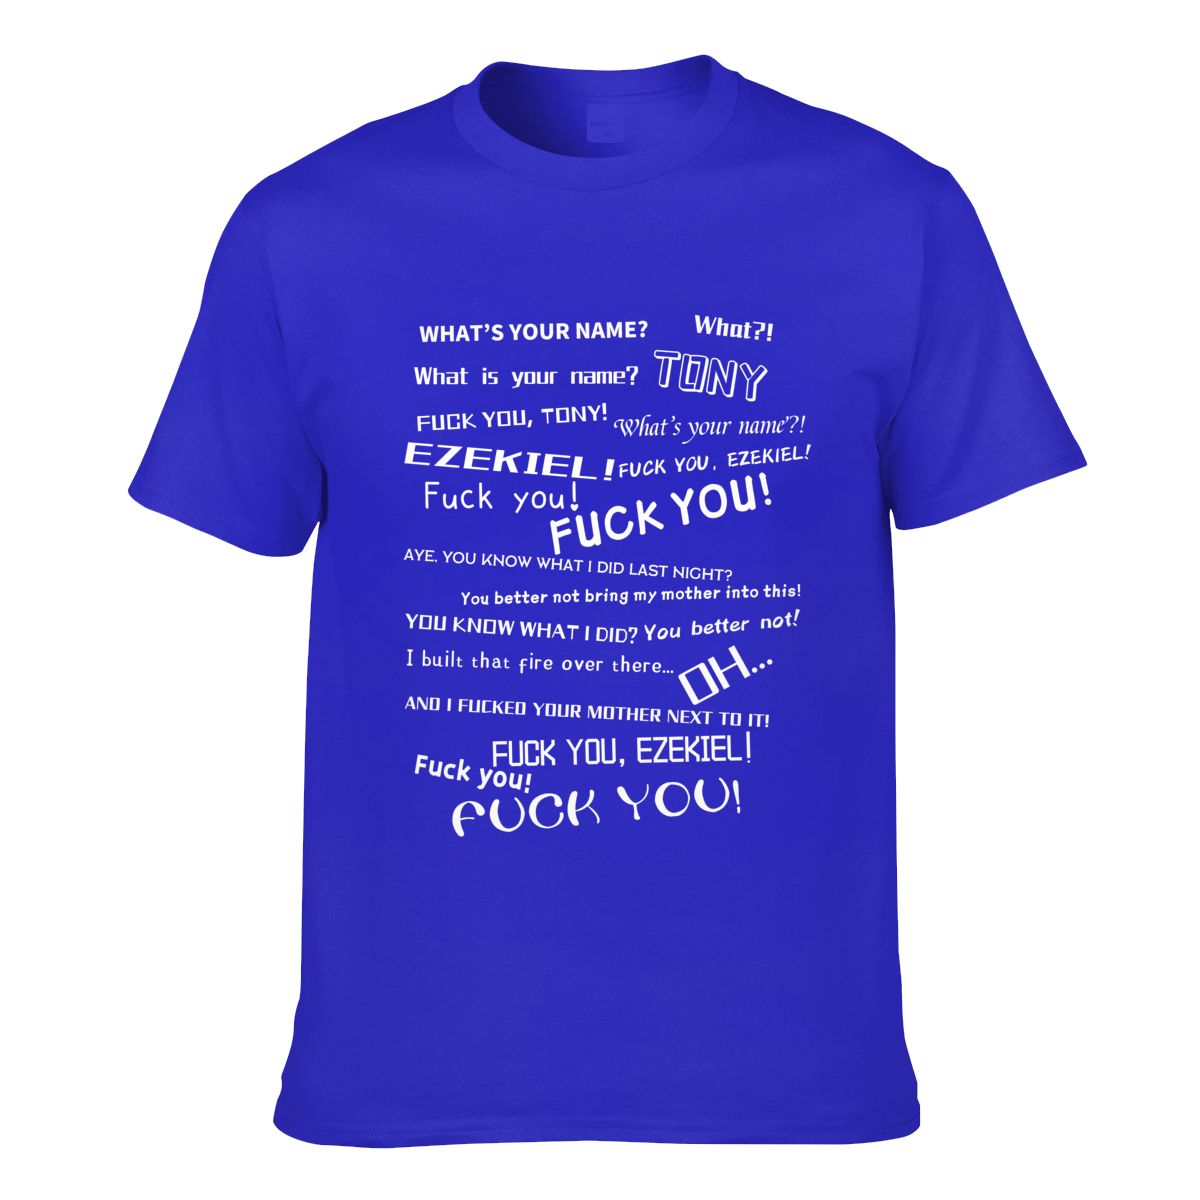 WHAT'S YOUR NAME? What?!
What is your name? TONY
FUCK YOU, TONY! What's your name?!
EZEKIEL! FUCK YOU, EZEKIEL!
Fuck you! FUCK YOU!
AYE, YOU KNOW WHAT I DID LAST NIGHT?
You better not bring my mother into this!
YOU KNOW WHAT I DID? You better not!
I built that fire over there... OH...
AND I FUCKED YOUR MOTHER NEXT TO IT!
FUCK YOU, EZEKIEL!
Fuck you!
FUCK YOU!